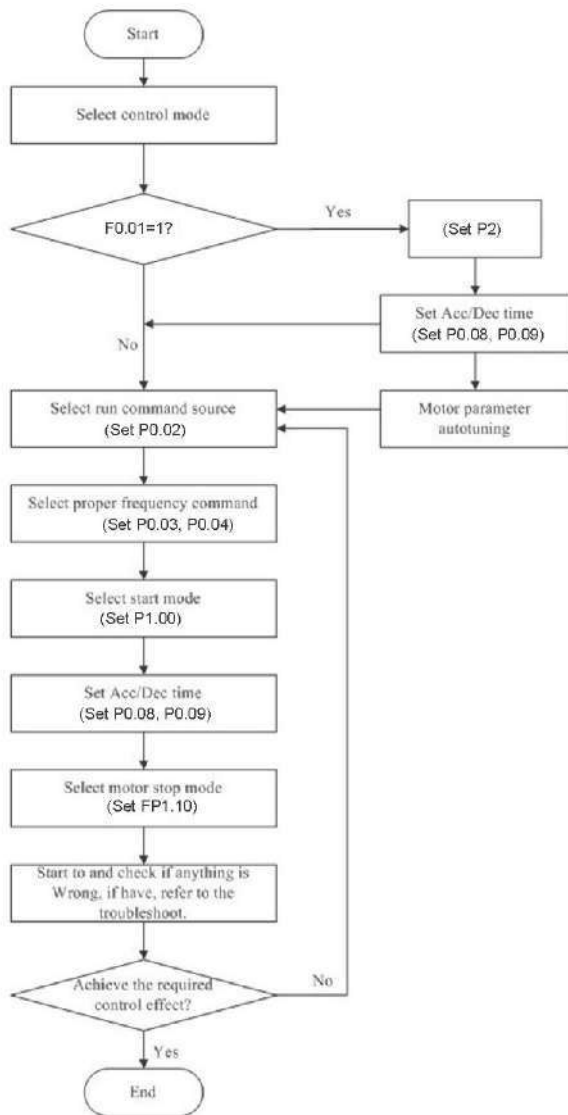 Start
Select control mode
F0.01=1?
Yes
(Set P2)
Set Acc/Dec time
(Set P0.08, P0.09)
No
Select run command source
(Set P0.02)
Motor parameter
autotuning
Select proper frequency command
(Set P0.03, P0.04)
Select start mode
(Set P1.00)
Set Acc/Dec time
(Set P0.08, P0.09)
Select motor stop mode
(Set FP1.10)
Start to and check if anything is
Wrong, if have, refer to the
troubleshoot.
Achieve the required
control effect?
No
Yes
End